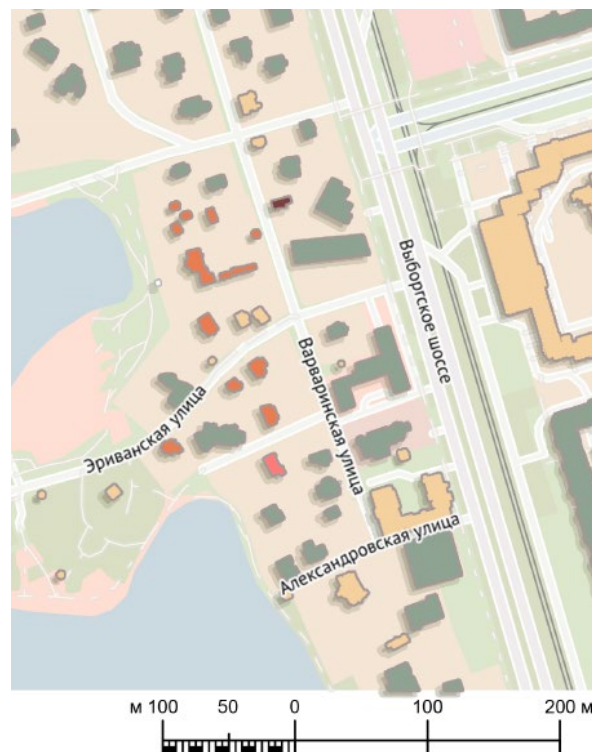 Выборгское шоссе
Варваринская улица
Эриванская улица
Александровская улица
м 100 50 0 100 200 м